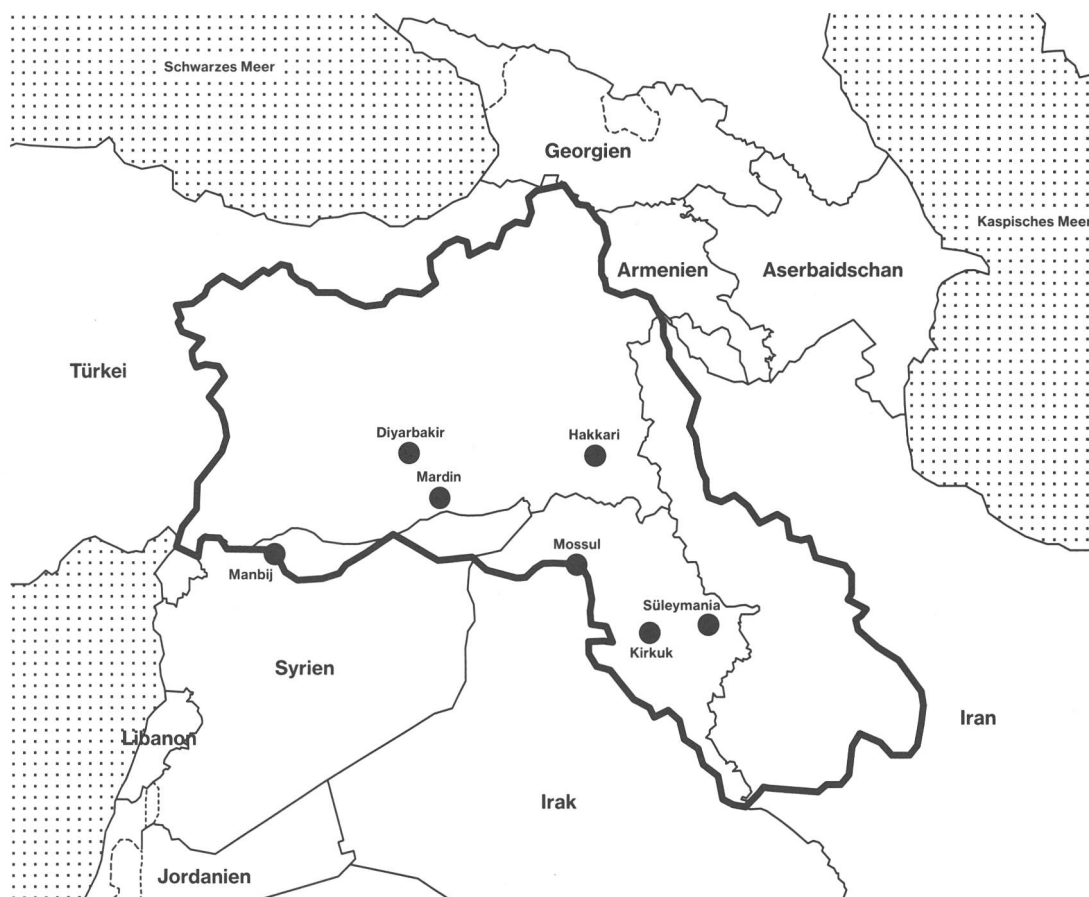 Schwarzes Meer
Georgien
Kaspisches Meer
Armenien
Aserbaidschan
Türkei
Diyarbakir
Hakkari
Mardin
Mossul
Manbij
Süleymania
Kirkuk
Syrien
Iran
Libanon
Irak
Jordanien